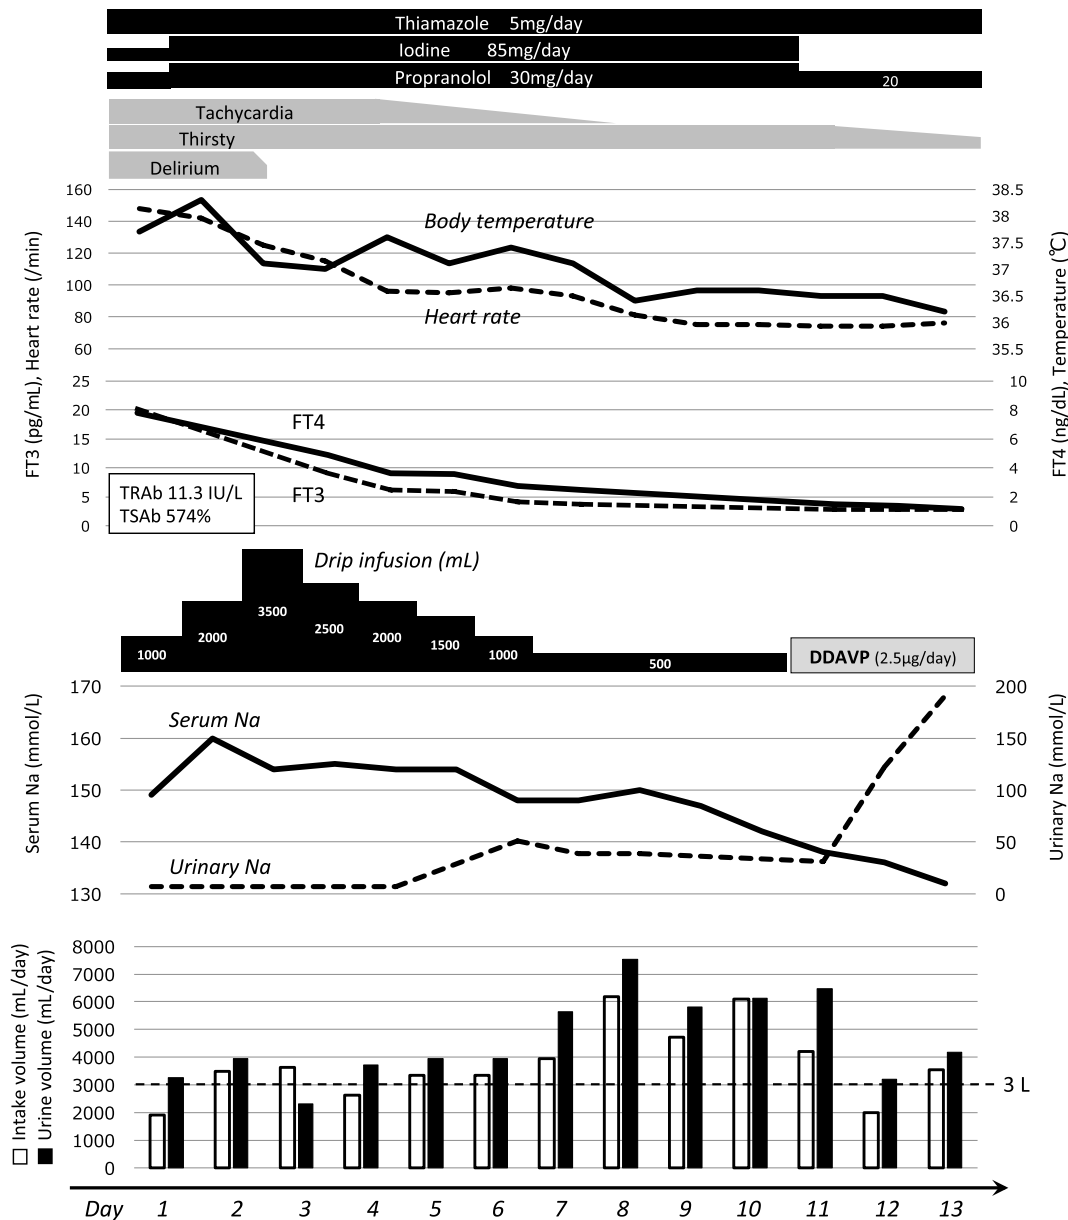 Thiamazole 5mg/day
Iodine 85mg/day
Propranolol 30mg/day
20
Tachycardia
Thirsty
Delirium
FT3 (pg/mL), Heart rate (/min)
160
140
120
100
80
60
25
20
15
10
5
0
Body temperature
Heart rate
FT4
FT3
TRAb 11.3 IU/L
TSAb 574%
38.5
38
37.5
37
36.5
36
35.5
10
8
6
4
2
0
FT4 (ng/dL), Temperature (℃)
Drip infusion (mL)
1000
2000
3500
2500
2000
1500
1000
500
DDAVP (2.5μg/day)
Serum Na (mmol/L)
170
160
150
140
130
Serum Na
Urinary Na
200
150
100
50
0
Urinary Na (mmol/L)
Intake volume (mL/day)
Urine volume (mL/day)
8000
7000
6000
5000
4000
3000
2000
1000
0
3 L
Day 1 2 3 4 5 6 7 8 9 10 11 12 13